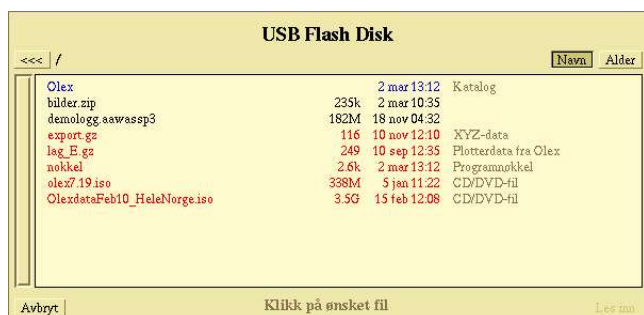 USB Flash Disk
<<< / Navn Alder
Olex 2 mar 13:12 Katalog
bilder.zip 235k 2 mar 10:35
demologg.aawassp3 182M 18 nov 04:32
export.gz 116 10 nov 12:10 XYZ-data
lag_E.gz 249 10 sep 12:35 Plotterdata fra Olex
nokkel 2.6k 2 mar 13:12 Programnøkkel
olex7.19.iso 338M 5 jan 11:22 CD/DVD-fil
OlexdataFeb10_HeleNorge.iso 3.5G 15 feb 12:08 CD/DVD-fil
Avbryt Klikk på ønsket fil Les inn